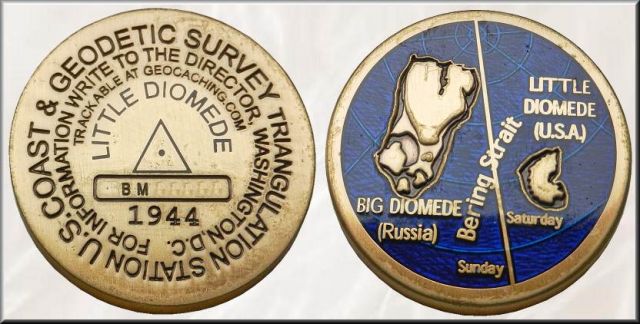 U.S. COAST & GEODETIC SURVEY TRIANGULATION STATION
FOR INFORMATION WRITE TO THE DIRECTOR, WASHINGTON, D.C.
TRACKABLE AT GEOCACHING.COM
LITTLE DIOMEDE
BM
1944
LITTLE
DIOMEDE
(U.S.A.)
Bering Strait
BIG DIOMEDE
(Russia)
Saturday
Sunday